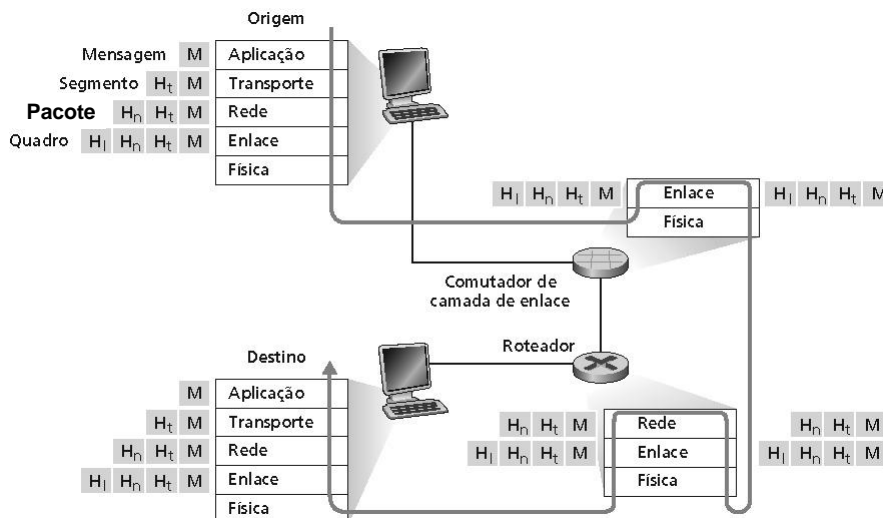 Origem
Mensagem M Aplicação
Segmento Ht M Transporte
Pacote Hn Ht M Rede
Quadro Hl Hn Ht M Enlace
Física
Hl Hn Ht M Enlace Hl Hn Ht M
Física
Comutador de
camada de enlace
Roteador
Destino
M Aplicação
Ht M Transporte
Hn Ht M Rede
Hl Hn Ht M Enlace
Física
Hn Ht M Rede Hn Ht M
Hl Hn Ht M Enlace Hl Hn Ht M
Física